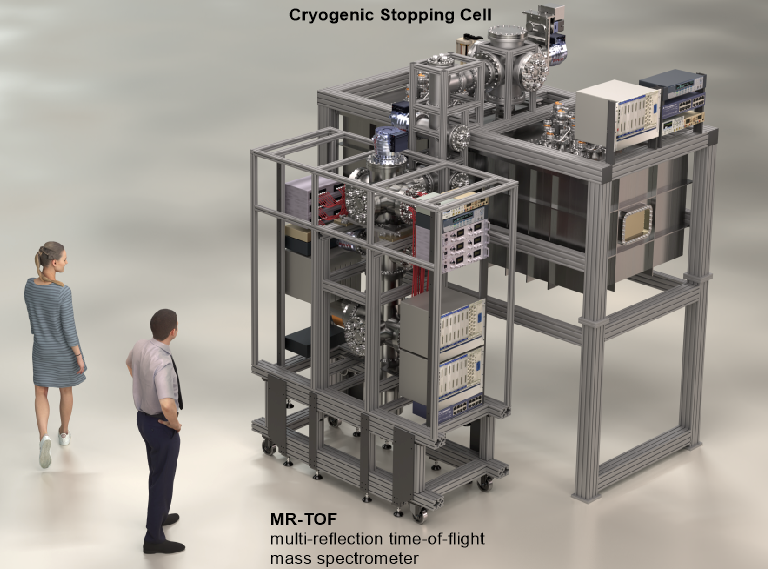 Cryogenic Stopping Cell
MR-TOF
multi-reflection time-of-flight
mass spectrometer